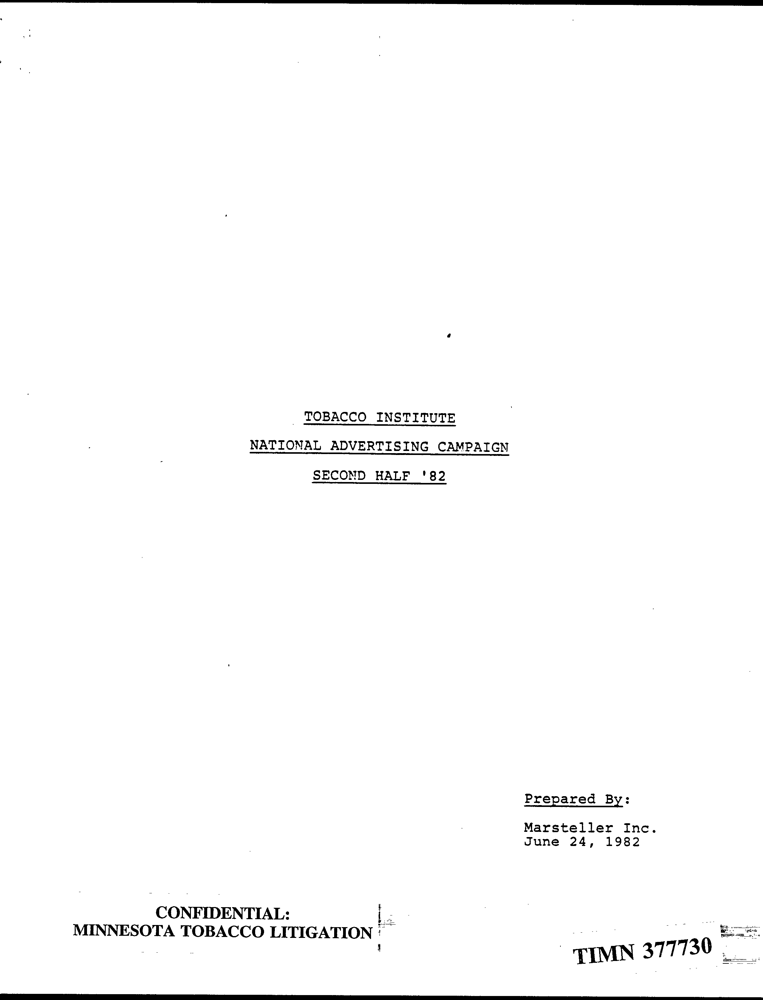 TOBACCO INSTITUTE
NATIONAL ADVERTISING CAMPAIGN
SECOND HALF '82
Prepared By:
Marsteller Inc.
June 24, 1982
CONFIDENTIAL:
MINNESOTA TOBACCO LITIGATION
TIMN 377730